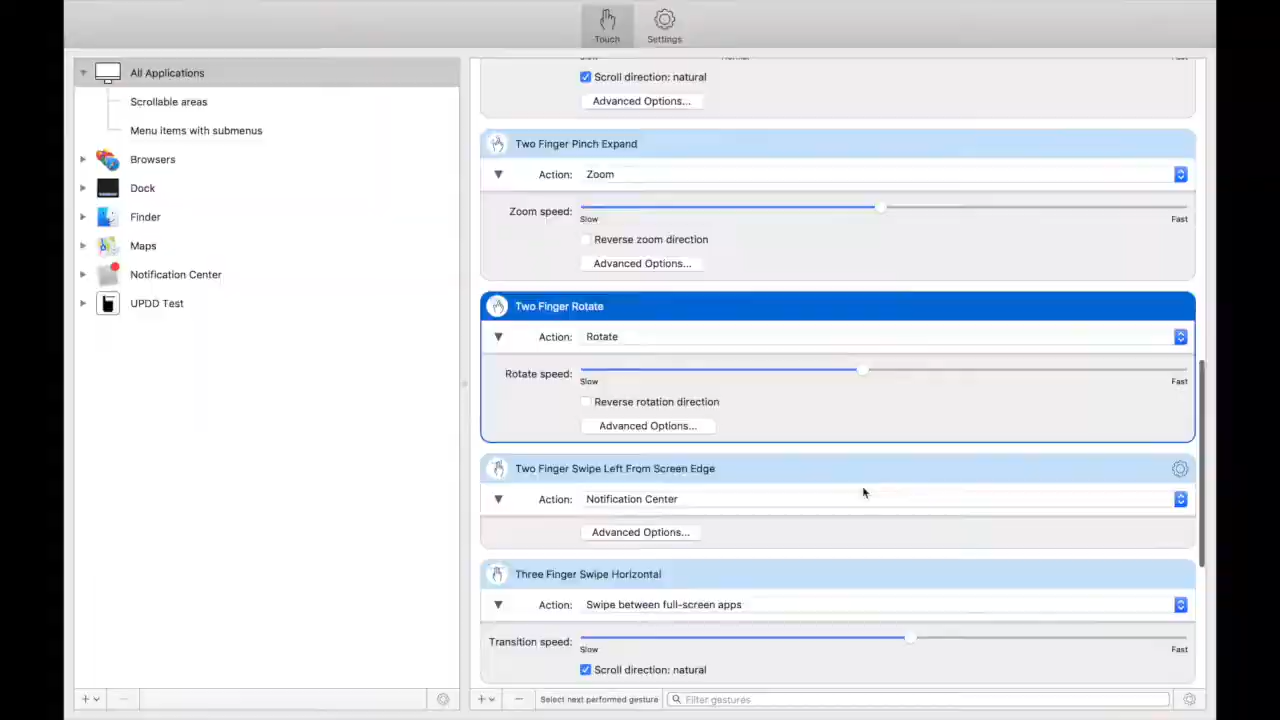 Touch
Settings
All Applications
Scrollable areas
Menu items with submenus
Browsers
Dock
Finder
Maps
Notification Center
UPDD Test
Slow Normal Fast
Scroll direction: natural
Advanced Options...
Two Finger Pinch Expand
Action: Zoom
Zoom speed:
Slow Fast
Reverse zoom direction
Advanced Options...
Two Finger Rotate
Action: Rotate
Rotate speed:
Slow Fast
Reverse rotation direction
Advanced Options...
Two Finger Swipe Left From Screen Edge
Action: Notification Center
Advanced Options...
Three Finger Swipe Horizontal
Action: Swipe between full-screen apps
Transition speed:
Slow Fast
Scroll direction: natural
Select next performed gesture
Filter gestures